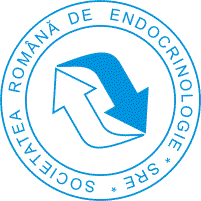 SOCIETATEA ROMÂNĂ DE ENDOCRINOLOGIE * SRE *